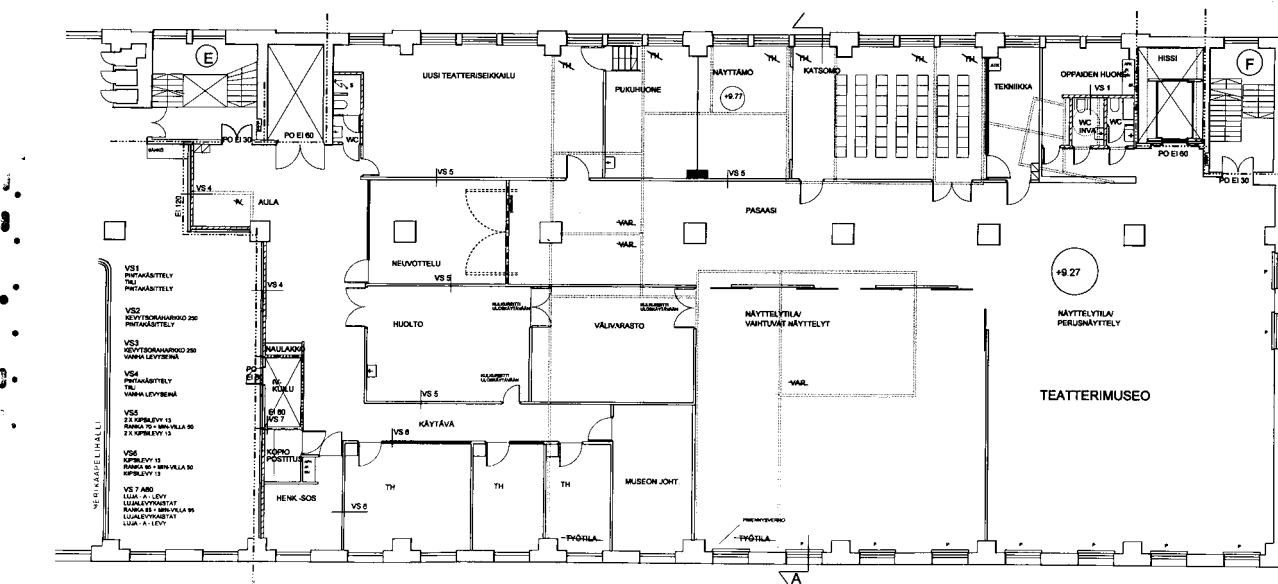 E
UUSI TEATTERISEIKKAILU
TH
PUKUHUONE
TH
NÄYTTÄMÖ
+9.77
TH
KATSOMO
TH
TH
TEKNIIKKA
OPPAIDEN HUONE
VS 1
HISSI
F
PO EI 30
PO EI 60
WC
WC
INVA
WC
PO EI 60
PO EI 30
VS 5
VS 5
VS 4
EI 120
AULA
PASAASI
VAR.
VAR.
NEUVOTTELU
VS 5
VS 4
+9.27
HUOLTO
VÄLIVARASTO
NÄYTTELYTILA/
VAIHTUVAT NÄYTTELYT
NÄYTTELYTILA/
PERUSNÄYTTELY
VAR.
TEATTERIMUSEO
NAULAKKO
IV-
KUILU
EI 60
VS 7
VS 5
KÄYTÄVÄ
VS 6
KOPIO
POSTITUS
HENK.-SOS
VS 6
TH
TH
TH
MUSEON JOHT.
TYÖTILA
TYÖTILA
PIMENNYSVERHO
A
MERIKAAPELIHALLI
VS1
PINTAKÄSITTELY
TIILI
PINTAKÄSITTELY
VS2
KEVYTSORAHARKKO 250
PINTAKÄSITTELY
VS3
KEVYTSORAHARKKO 250
VANHA LEVYSEINÄ
VS4
PINTAKÄSITTELY
TIILI
VANHA LEVYSEINÄ
VS5
2 X KIPSILEVY 13
RANKA 70 + MIN-VILLA 50
2 X KIPSILEVY 13
VS6
KIPSILEVY 13
RANKA 66 + MIN-VILLA 50
KIPSILEVY 13
VS 7 A60
LUJA - A - LEVY
LUJALEVYKAISTAT
RANKA 85 + MIN-VILLA 95
LUJALEVYKAISTAT
LUJA - A - LEVY